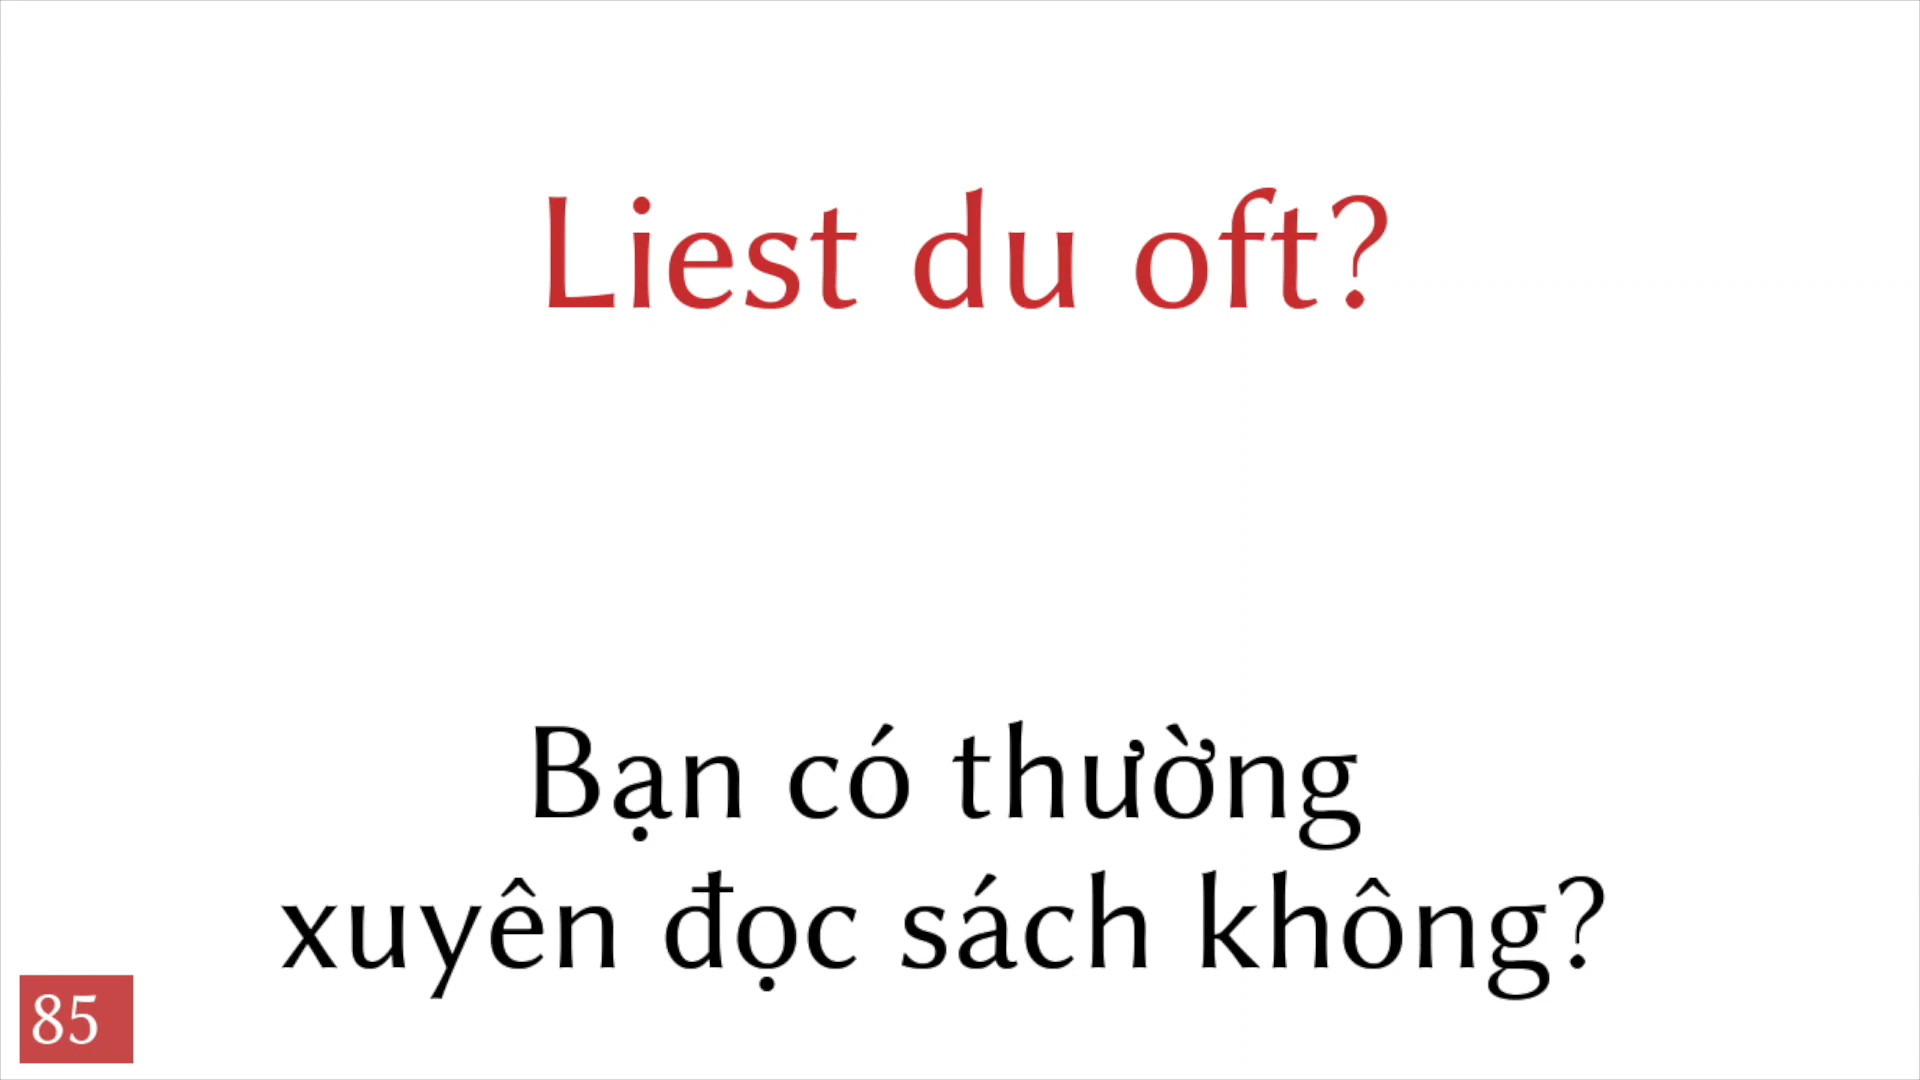 Liest du oft?
Bạn có thường
xuyên đọc sách không?
85